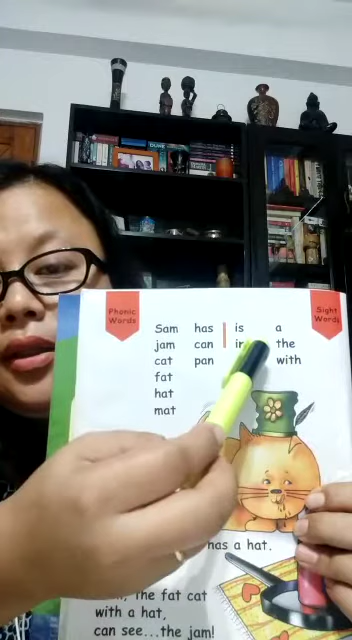 Phonic Words
Sight Words
Sam has is a
jam can the
cat pan with
fat
hat
mat
has a hat.
the fat cat
with a hat,
can see...the jam!